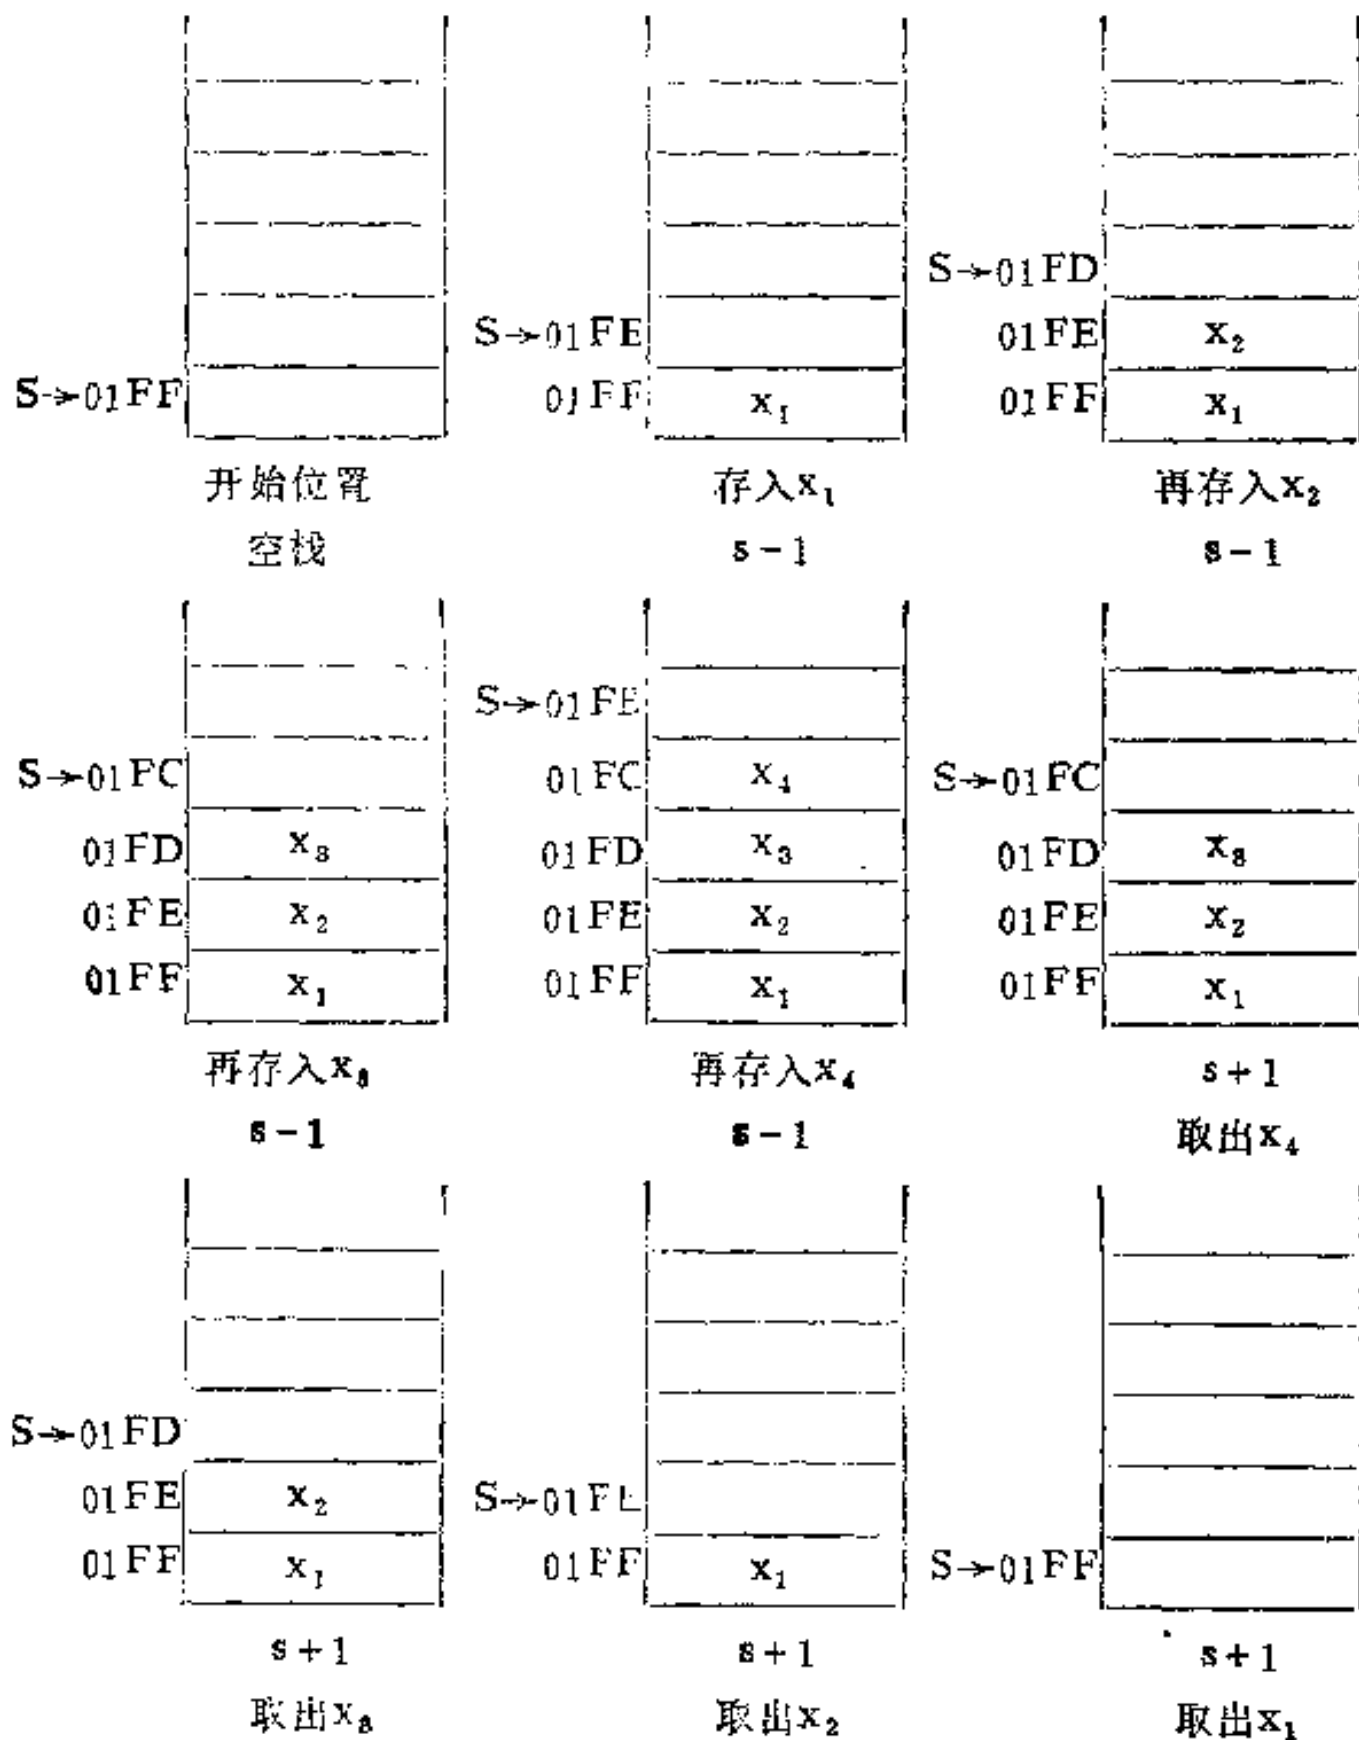 S→01FF
开始位置
空栈
S→01FE
01FF x₁
存入x₁
s-1
S→01FD
01FE x₂
01FF x₁
再存入x₂
s-1
S→01FC
01FD x₃
01FE x₂
01FF x₁
再存入x₃
s-1
S→01FB
01FC x₄
01FD x₃
01FE x₂
01FF x₁
再存入x₄
s-1
S→01FC
01FD x₃
01FE x₂
01FF x₁
s+1
取出x₄
S→01FD
01FE x₂
01FF x₁
s+1
取出x₃
S→01FE
01FF x₁
s+1
取出x₂
S→01FF
s+1
取出x₁